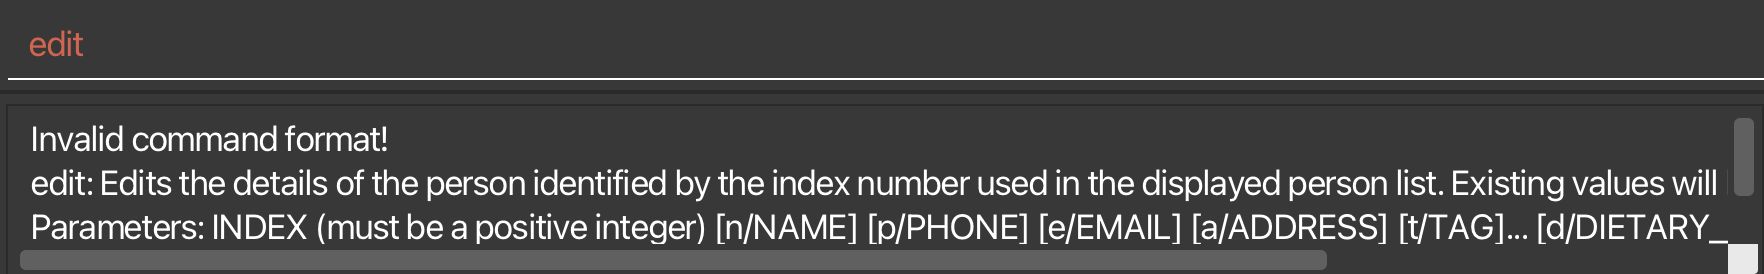 edit
Invalid command format!
edit: Edits the details of the person identified by the index number used in the displayed person list. Existing values will
Parameters: INDEX (must be a positive integer) [n/NAME] [p/PHONE] [e/EMAIL] [a/ADDRESS] [t/TAG]... [d/DIETARY_